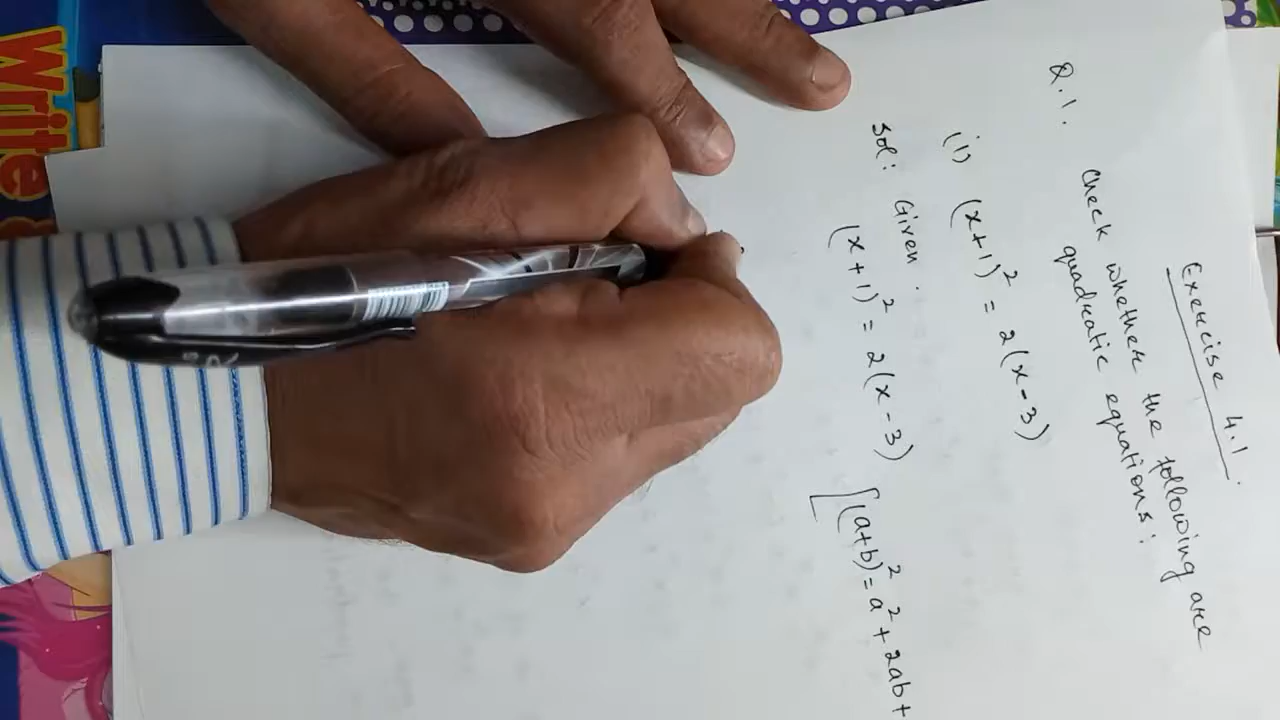 Exercise 4.1.
Q.1. Check whether the following are
quadratic equations:
(i) (x+1)² = 2(x-3)
Sol: Given
(x+1)² = 2(x-3) [(a+b)² = a² + 2ab +
Write